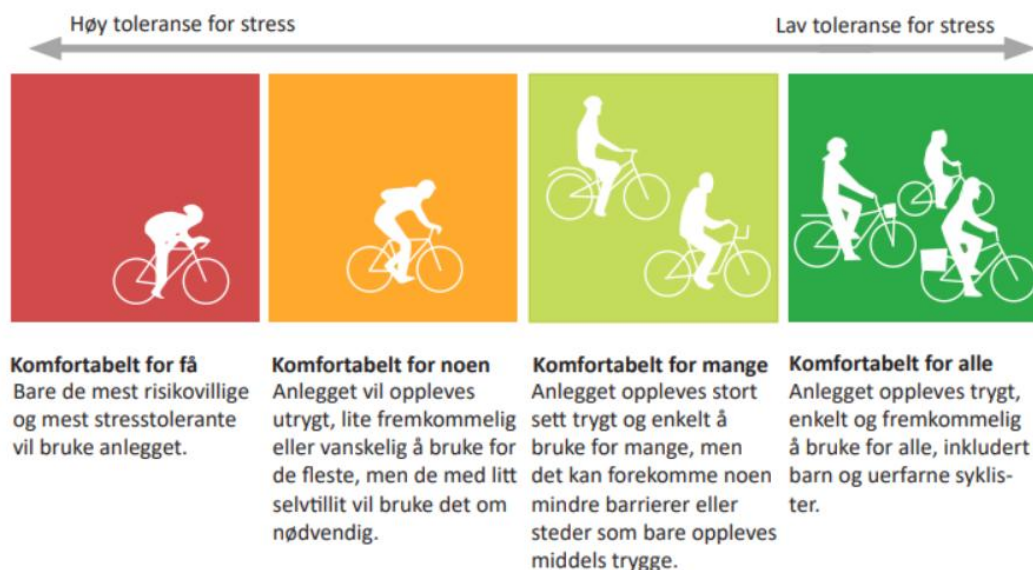 Høy toleranse for stress
Lav toleranse for stress
Komfortabelt for få
Bare de mest risikovillige
og mest stresstolerante
vil bruke anlegget.
Komfortabelt for noen
Anlegget vil oppleves
utrygt, lite fremkommelig
eller vanskelig å bruke for
de fleste, men de med litt
selvtillit vil bruke det om
nødvendig.
Komfortabelt for mange
Anlegget oppleves stort
sett trygt og enkelt å
bruke for mange, men
det kan forekomme noen
mindre barrierer eller
steder som bare oppleves
middels trygge.
Komfortabelt for alle
Anlegget oppleves trygt,
enkelt og fremkommelig
å bruke for alle, inkludert
barn og uerfarne syklis-
ter.